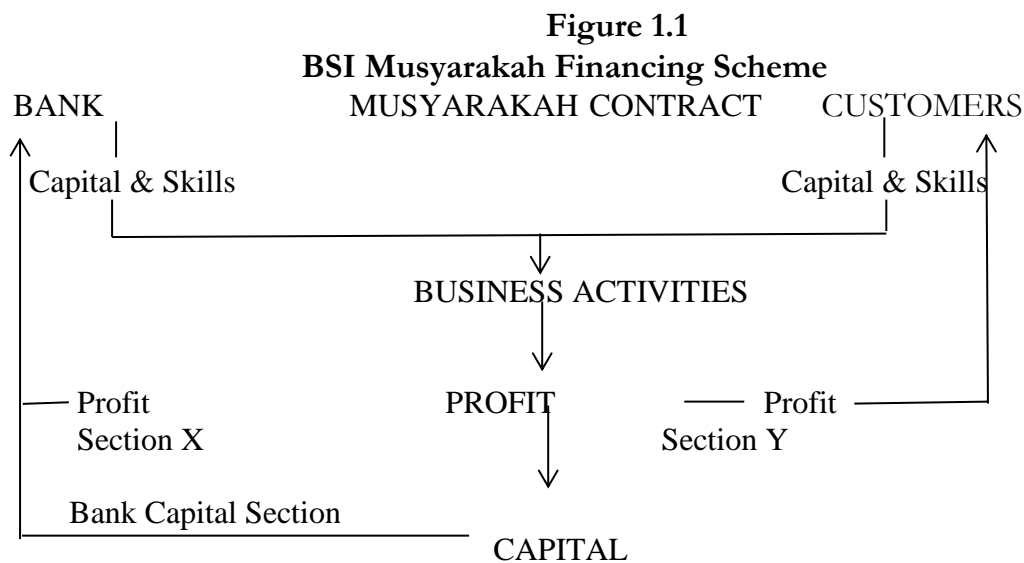 Figure 1.1
BSI Musyarakah Financing Scheme
BANK MUSYARAKAH CONTRACT CUSTOMERS
Capital & Skills Capital & Skills
BUSINESS ACTIVITIES
Profit PROFIT Profit
Section X Section Y
Bank Capital Section
CAPITAL